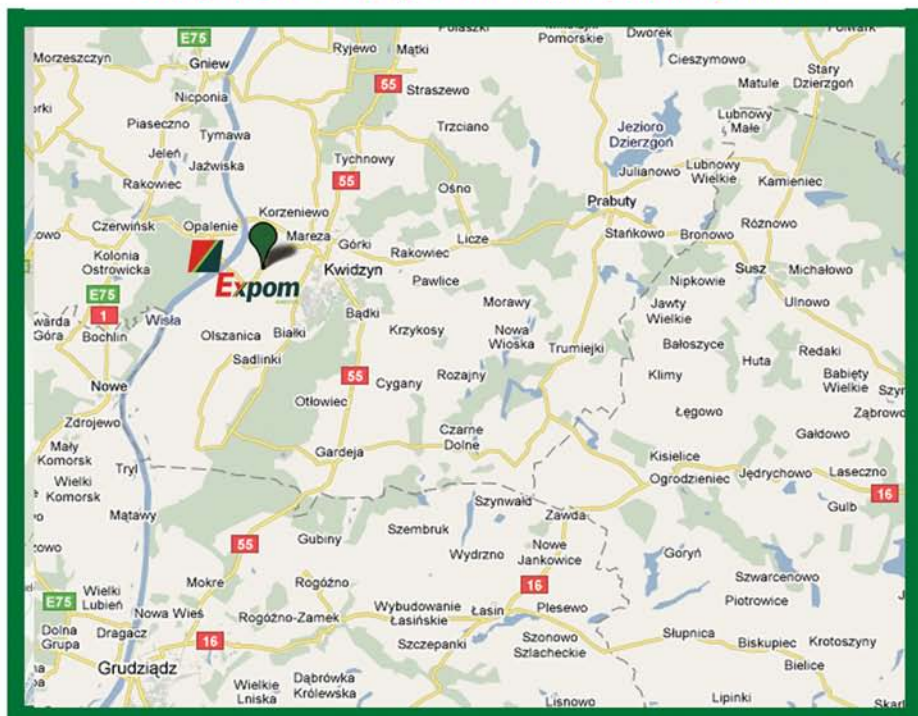 Polaszki
Pomorskie
Dworek
E75
Ryjewo
Mątki
Cieszymowo
Morzeszczyn
Gniew
Stary
Dzierzgoń
55
Straszewo
Matule
Nicponia
Lubnowy
Małe
Piaseczno
Tymawa
Trzciano
Jezioro
Dzierzgoń
Jeleń
Jaźwiska
Tychnowy
Julianowo
Lubnowy
Wielkie
Rakowiec
55
Ośno
Kamieniec
Prabuty
Czerwińsk
Opalenie
Korzeniewo
Mareza
Górki
Licze
Stańkowo
Bronowo
Różnowo
Kolonia
Ostrowicka
Rakowiec
Kwidzyn
Pawlice
Susz
Michałowo
Expom
Nipkowie
E75
Morawy
Jawty
Wielkie
Ulnowo
1
Wisła
Bądki
Góra
Bochlin
Olszanica
Białki
Krzykosy
Nowa
Wioska
Trumiejki
Bałoszyce
Huta
Redaki
Sadlinki
Nowe
55
Cygany
Rozajny
Klimy
Babięty
Wielkie
Otłowiec
Łęgowo
Ząbrowo
Zdrojewo
Czarne
Dolne
Gałdowo
Mały
Komorsk
Gardeja
Kisielice
Tryl
Ogrodzieniec
Jędrychowo
Laseczno
Wielki
Komorsk
Szynwałd
16
Mątawy
Zawda
Gulb
Szembruk
55
Gubiny
Wydrzno
Nowe
Jankowice
Goryń
Mokre
Rogóźno
Szwarcenowo
Wielki
Lubień
16
E75
Nowa Wieś
Rogóźno-Zamek
Wybudowanie
Łasińskie
Łasin
Plesewo
Piotrowice
Dolna
Grupa
Dragacz
16
Szczepanki
Szonowo
Szlacheckie
Słupnica
Biskupiec
Krotoszyny
Grudziądz
Bielice
Wielkie
Lniska
Dąbrówka
Królewska
Lisnowo
Lipinki